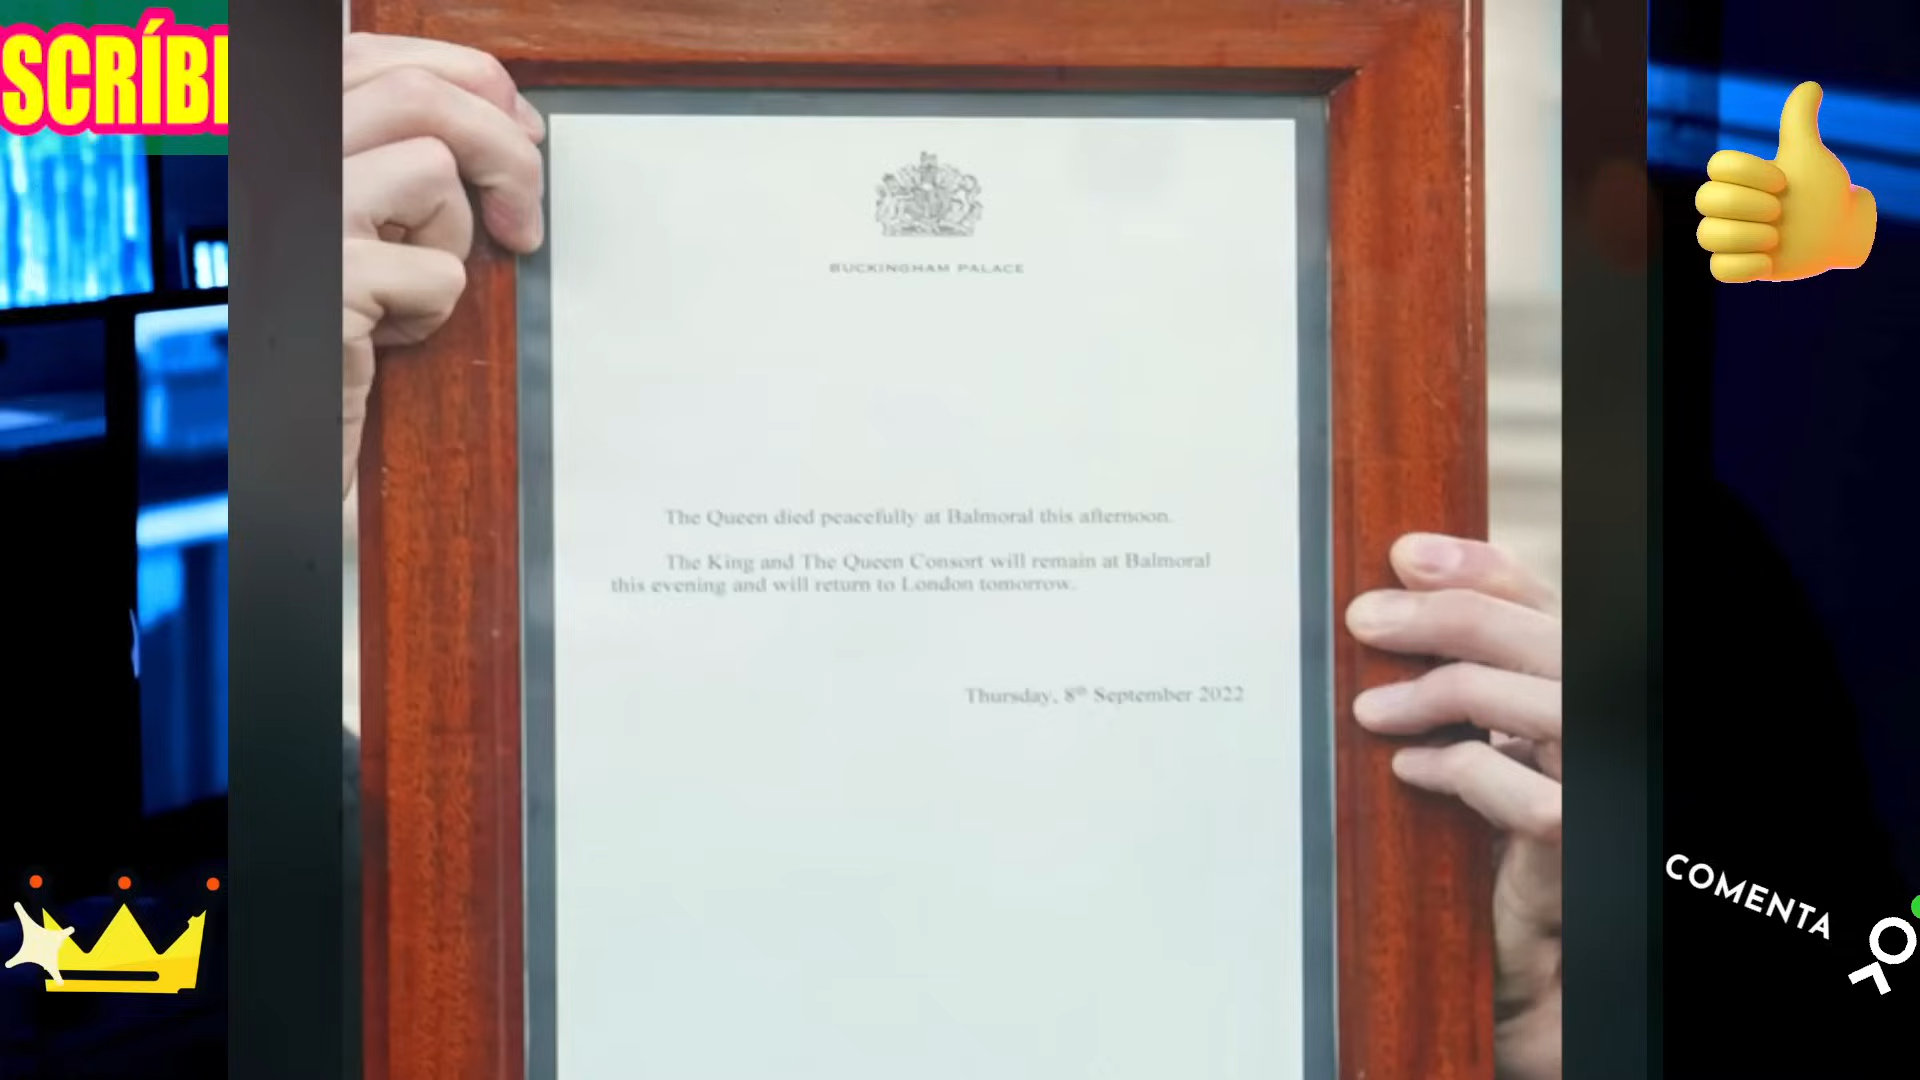 SCRÍB
BUCKINGHAM PALACE
The Queen died peacefully at Balmoral this afternoon.
The King and The Queen Consort will remain at Balmoral
this evening and will return to London tomorrow.
Thursday, 8th September 2022
COMENTA